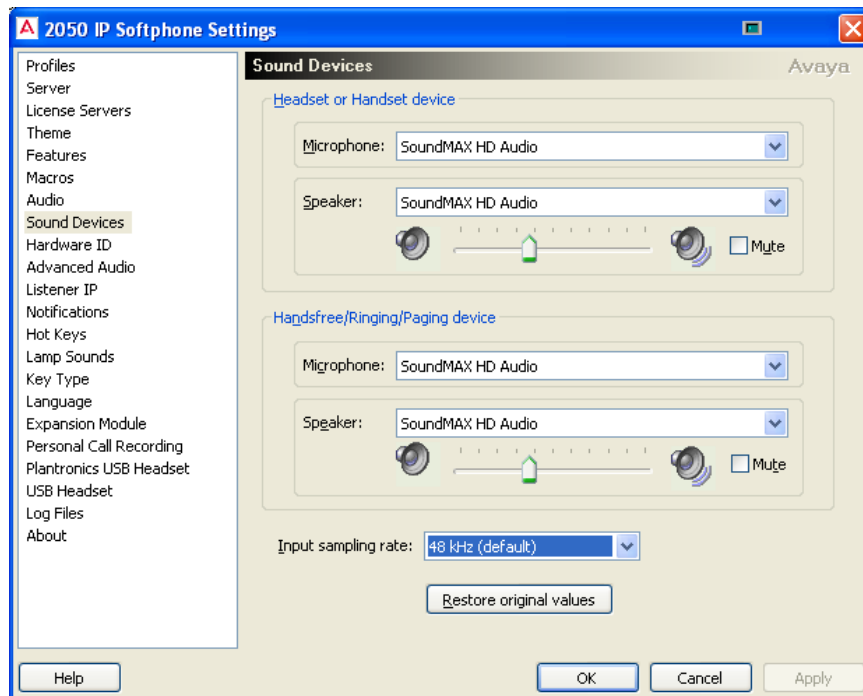 2050 IP Softphone Settings
Profiles
Server
License Servers
Theme
Features
Macros
Audio
Sound Devices
Hardware ID
Advanced Audio
Listener IP
Notifications
Hot Keys
Lamp Sounds
Key Type
Language
Expansion Module
Personal Call Recording
Plantronics USB Headset
USB Headset
Log Files
About
Sound Devices
Avaya
Headset or Handset device
Microphone: SoundMAX HD Audio
Speaker: SoundMAX HD Audio
Mute
Handsfree/Ringing/Paging device
Microphone: SoundMAX HD Audio
Speaker: SoundMAX HD Audio
Mute
Input sampling rate: 48 kHz (default)
Restore original values
Help
OK
Cancel
Apply